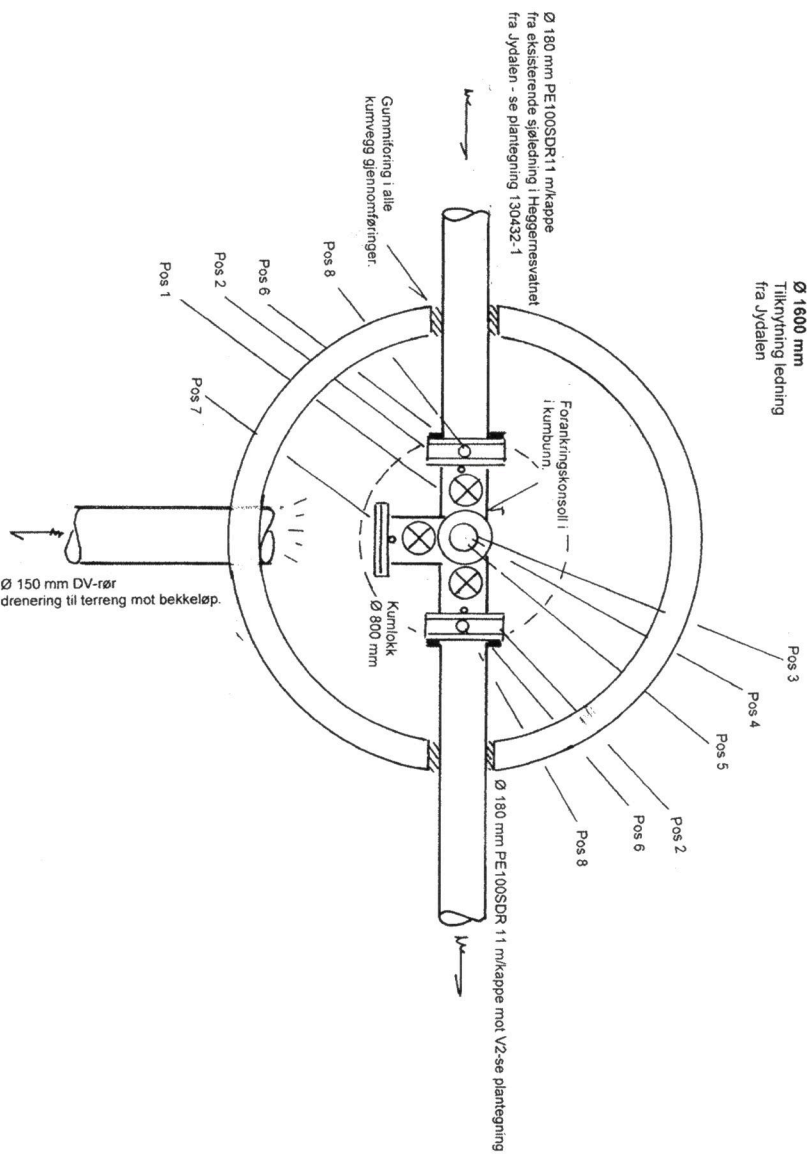 Ø 1600 mm
Tilknytning ledning
fra Jydalen
Ø 180 mm PE100SDR11 m/kappe
fra eksisterende sjøledning i Heggernesvatnet
fra Jydalen - se plantegning 130432-1
Gummiforing i alle
kumvegg gjennomføringer.
Pos 8
Pos 6
Pos 2
Pos 1
Pos 7
Forankringskonsoll i
i kumbunn.
Kumlokk
Ø 800 mm
Pos 3
Pos 4
Pos 5
Pos 2
Pos 6
Pos 8
Ø 180 mm PE100SDR 11 m/kappe mot V2-se plantegning
Ø 150 mm DV-rør
drenering til terreng mot bekkeløp.